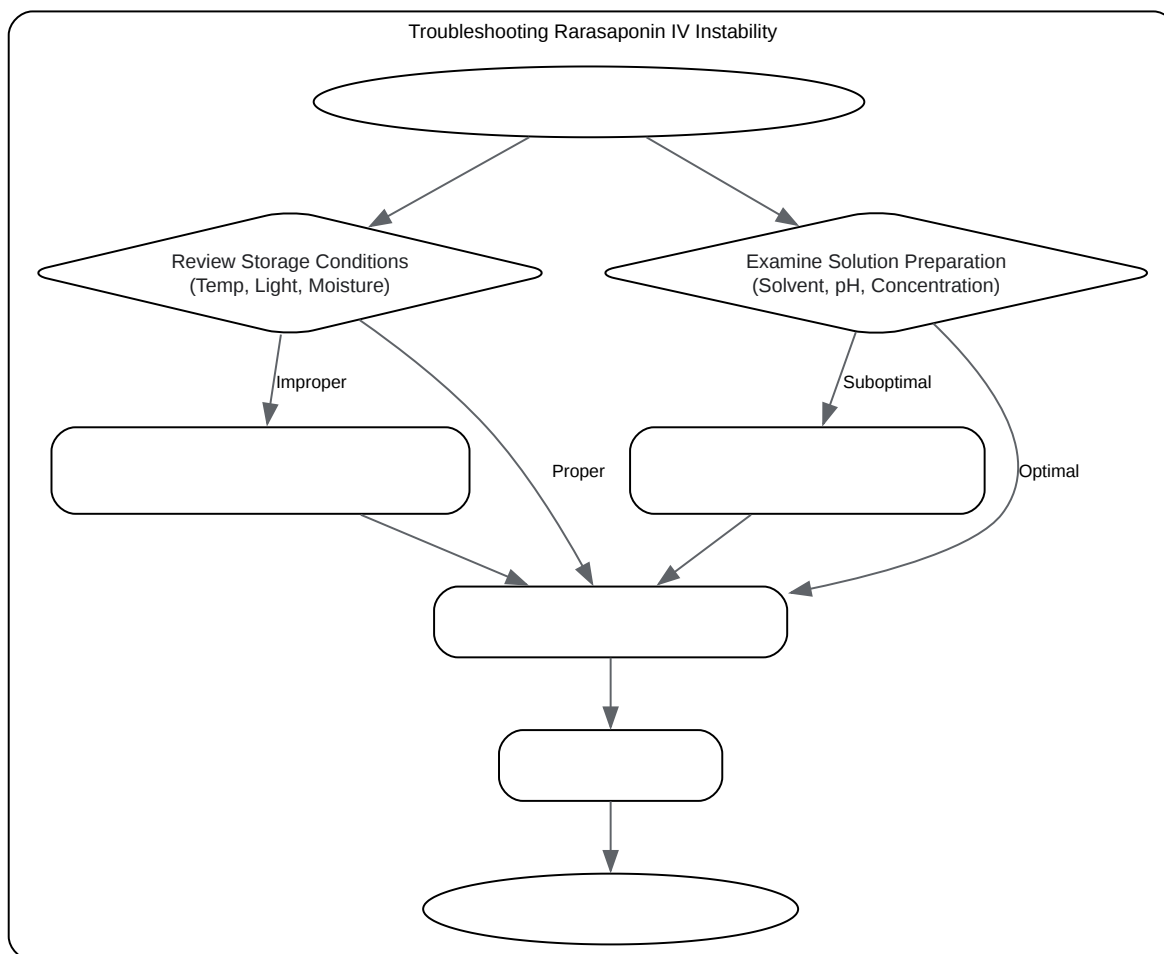 Troubleshooting Rarasaponin IV Instability
Review Storage Conditions
(Temp, Light, Moisture)
Examine Solution Preparation
(Solvent, pH, Concentration)
Improper
Suboptimal
Proper
Optimal